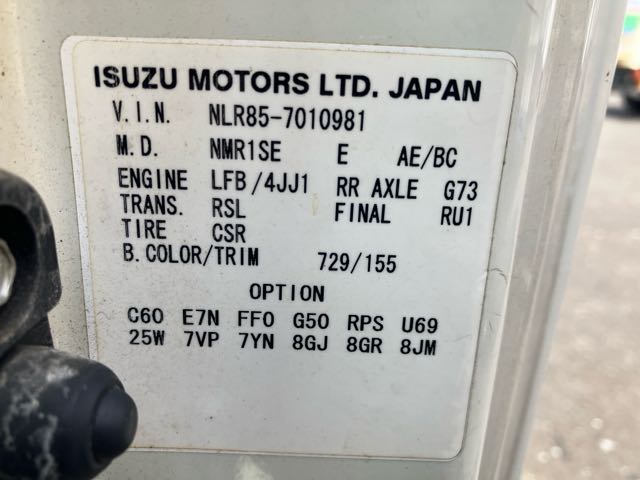 ISUZU MOTORS LTD. JAPAN
V.I.N. NLR85-7010981
M.D. NMR1SE E AE/BC
ENGINE LFB/4JJ1 RR AXLE G73
TRANS. RSL FINAL RU1
TIRE CSR
B.COLOR/TRIM 729/155
OPTION
C60 E7N FF0 G50 RPS U69
25W 7VP 7YN 8GJ 8GR 8JM